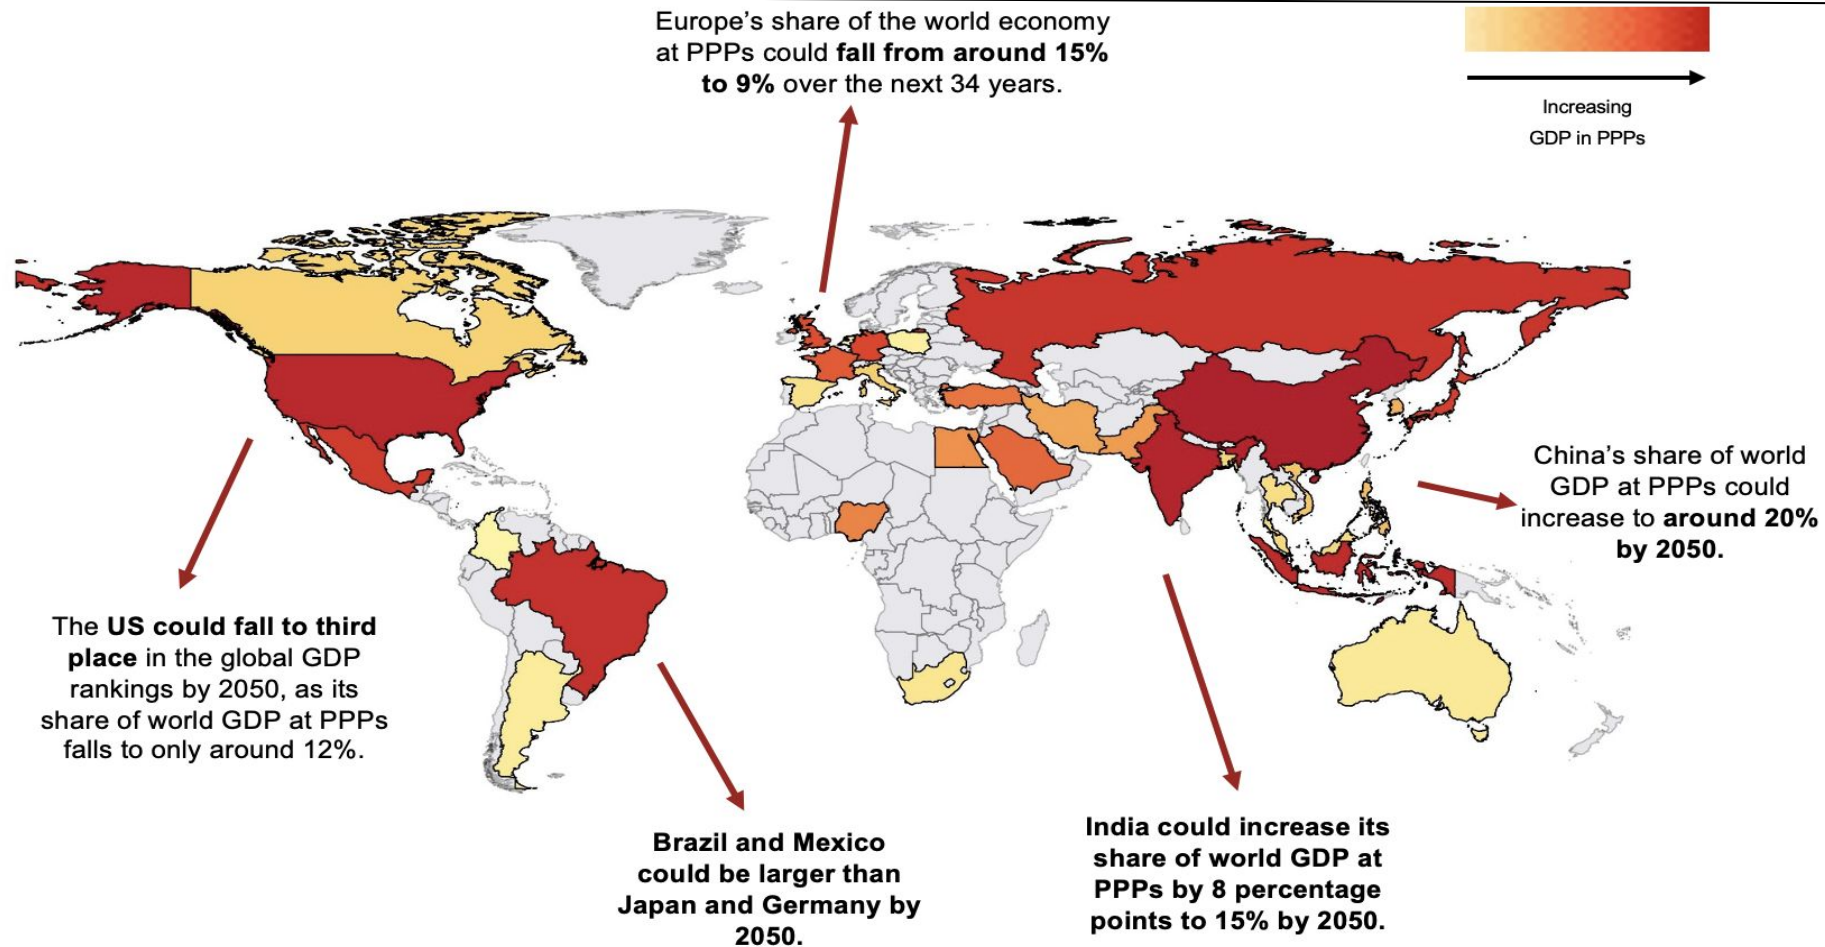 Europe’s share of the world economy
at PPPs could fall from around 15%
to 9% over the next 34 years.
Increasing
GDP in PPPs
China’s share of world
GDP at PPPs could
increase to around 20%
by 2050.
The US could fall to third
place in the global GDP
rankings by 2050, as its
share of world GDP at PPPs
falls to only around 12%.
Brazil and Mexico
could be larger than
Japan and Germany by
2050.
India could increase its
share of world GDP at
PPPs by 8 percentage
points to 15% by 2050.